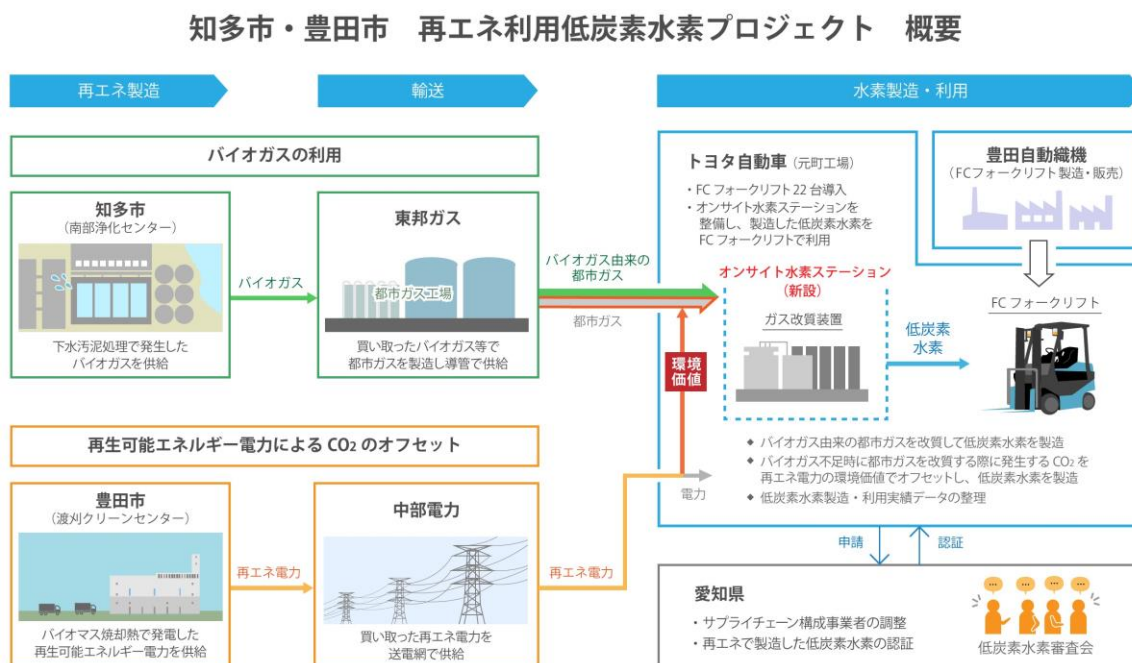 知多市・豊田市　再エネ利用低炭素水素プロジェクト　概要
再エネ製造
輸送
水素製造・利用
バイオガスの利用
知多市
（南部浄化センター）
下水汚泥処理で発生した
バイオガスを供給
バイオガス
東邦ガス
都市ガス工場
買い取ったバイオガス等で
都市ガスを製造し導管で供給
バイオガス由来の
都市ガス
都市ガス
環境
価値
再生可能エネルギー電力による CO₂ のオフセット
豊田市
（渡刈クリーンセンター）
バイオマス焼却熱で発電した
再生可能エネルギー電力を供給
再エネ電力
中部電力
買い取った再エネ電力を
送電網で供給
再エネ電力
電力
トヨタ自動車（元町工場）
・FC フォークリフト 22 台導入
・オンサイト水素ステーションを
整備し、製造した低炭素水素を
FC フォークリフトで利用
オンサイト水素ステーション
（新設）
ガス改質装置
低炭素
水素
豊田自動織機
（FCフォークリフト製造・販売）
FC フォークリフト
◆ バイオガス由来の都市ガスを改質して低炭素水素を製造
◆ バイオガス不足時に都市ガスを改質する際に発生する CO₂ を
再エネ電力の環境価値でオフセットし、低炭素水素を製造
◆ 低炭素水素製造・利用実績データの整理
申請
認証
愛知県
・サプライチェーン構成事業者の調整
・再エネで製造した低炭素水素の認証
低炭素水素審査会